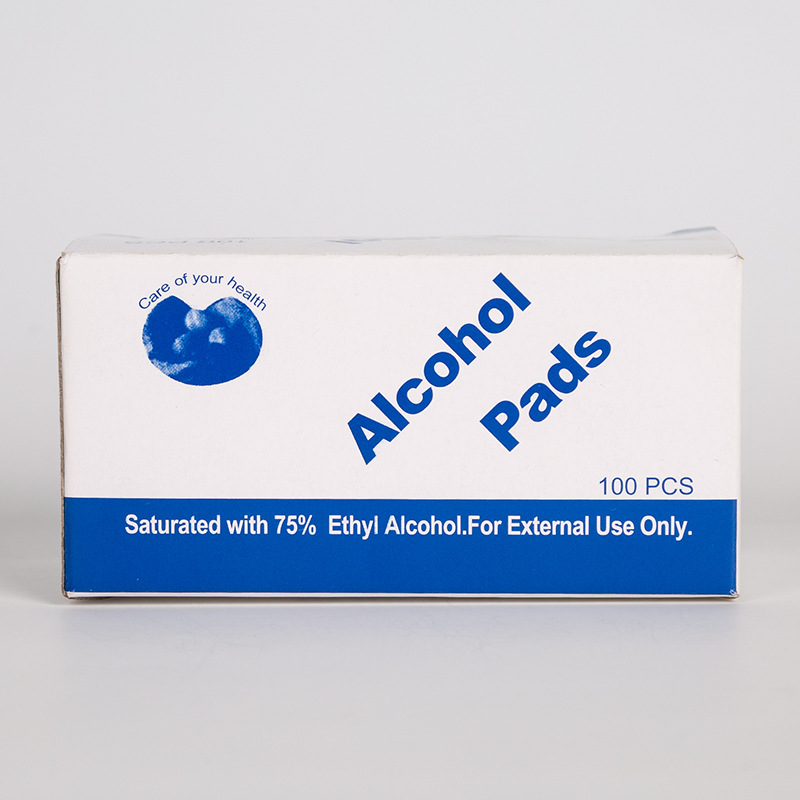 Care of your health
Alcohol
Pads
100 PCS
Saturated with 75% Ethyl Alcohol.For External Use Only.